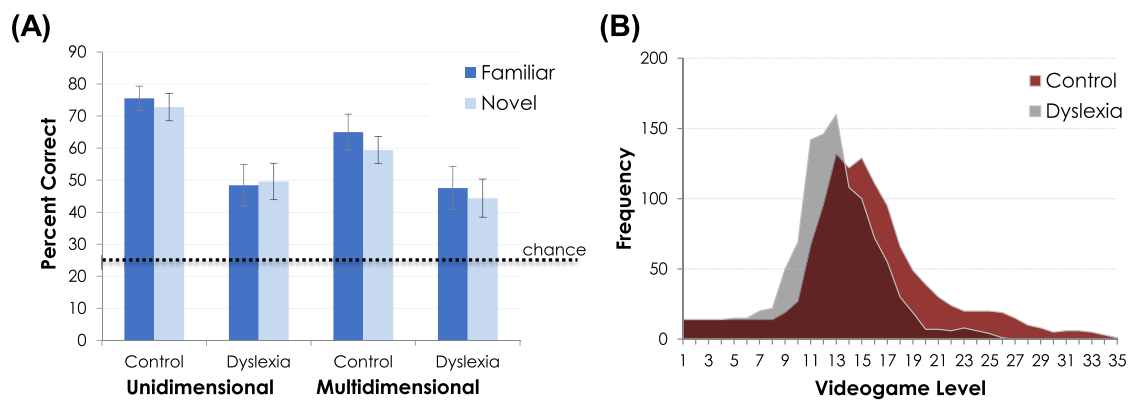 (A)
90
80
70
60
50
40
30
20
10
0
Percent Correct
Familiar
Novel
chance
Control Dyslexia Control Dyslexia
Unidimensional Multidimensional
(B)
200
150
100
50
0
Frequency
Control
Dyslexia
1 3 5 7 9 11 13 15 17 19 21 23 25 27 29 31 33 35
Videogame Level